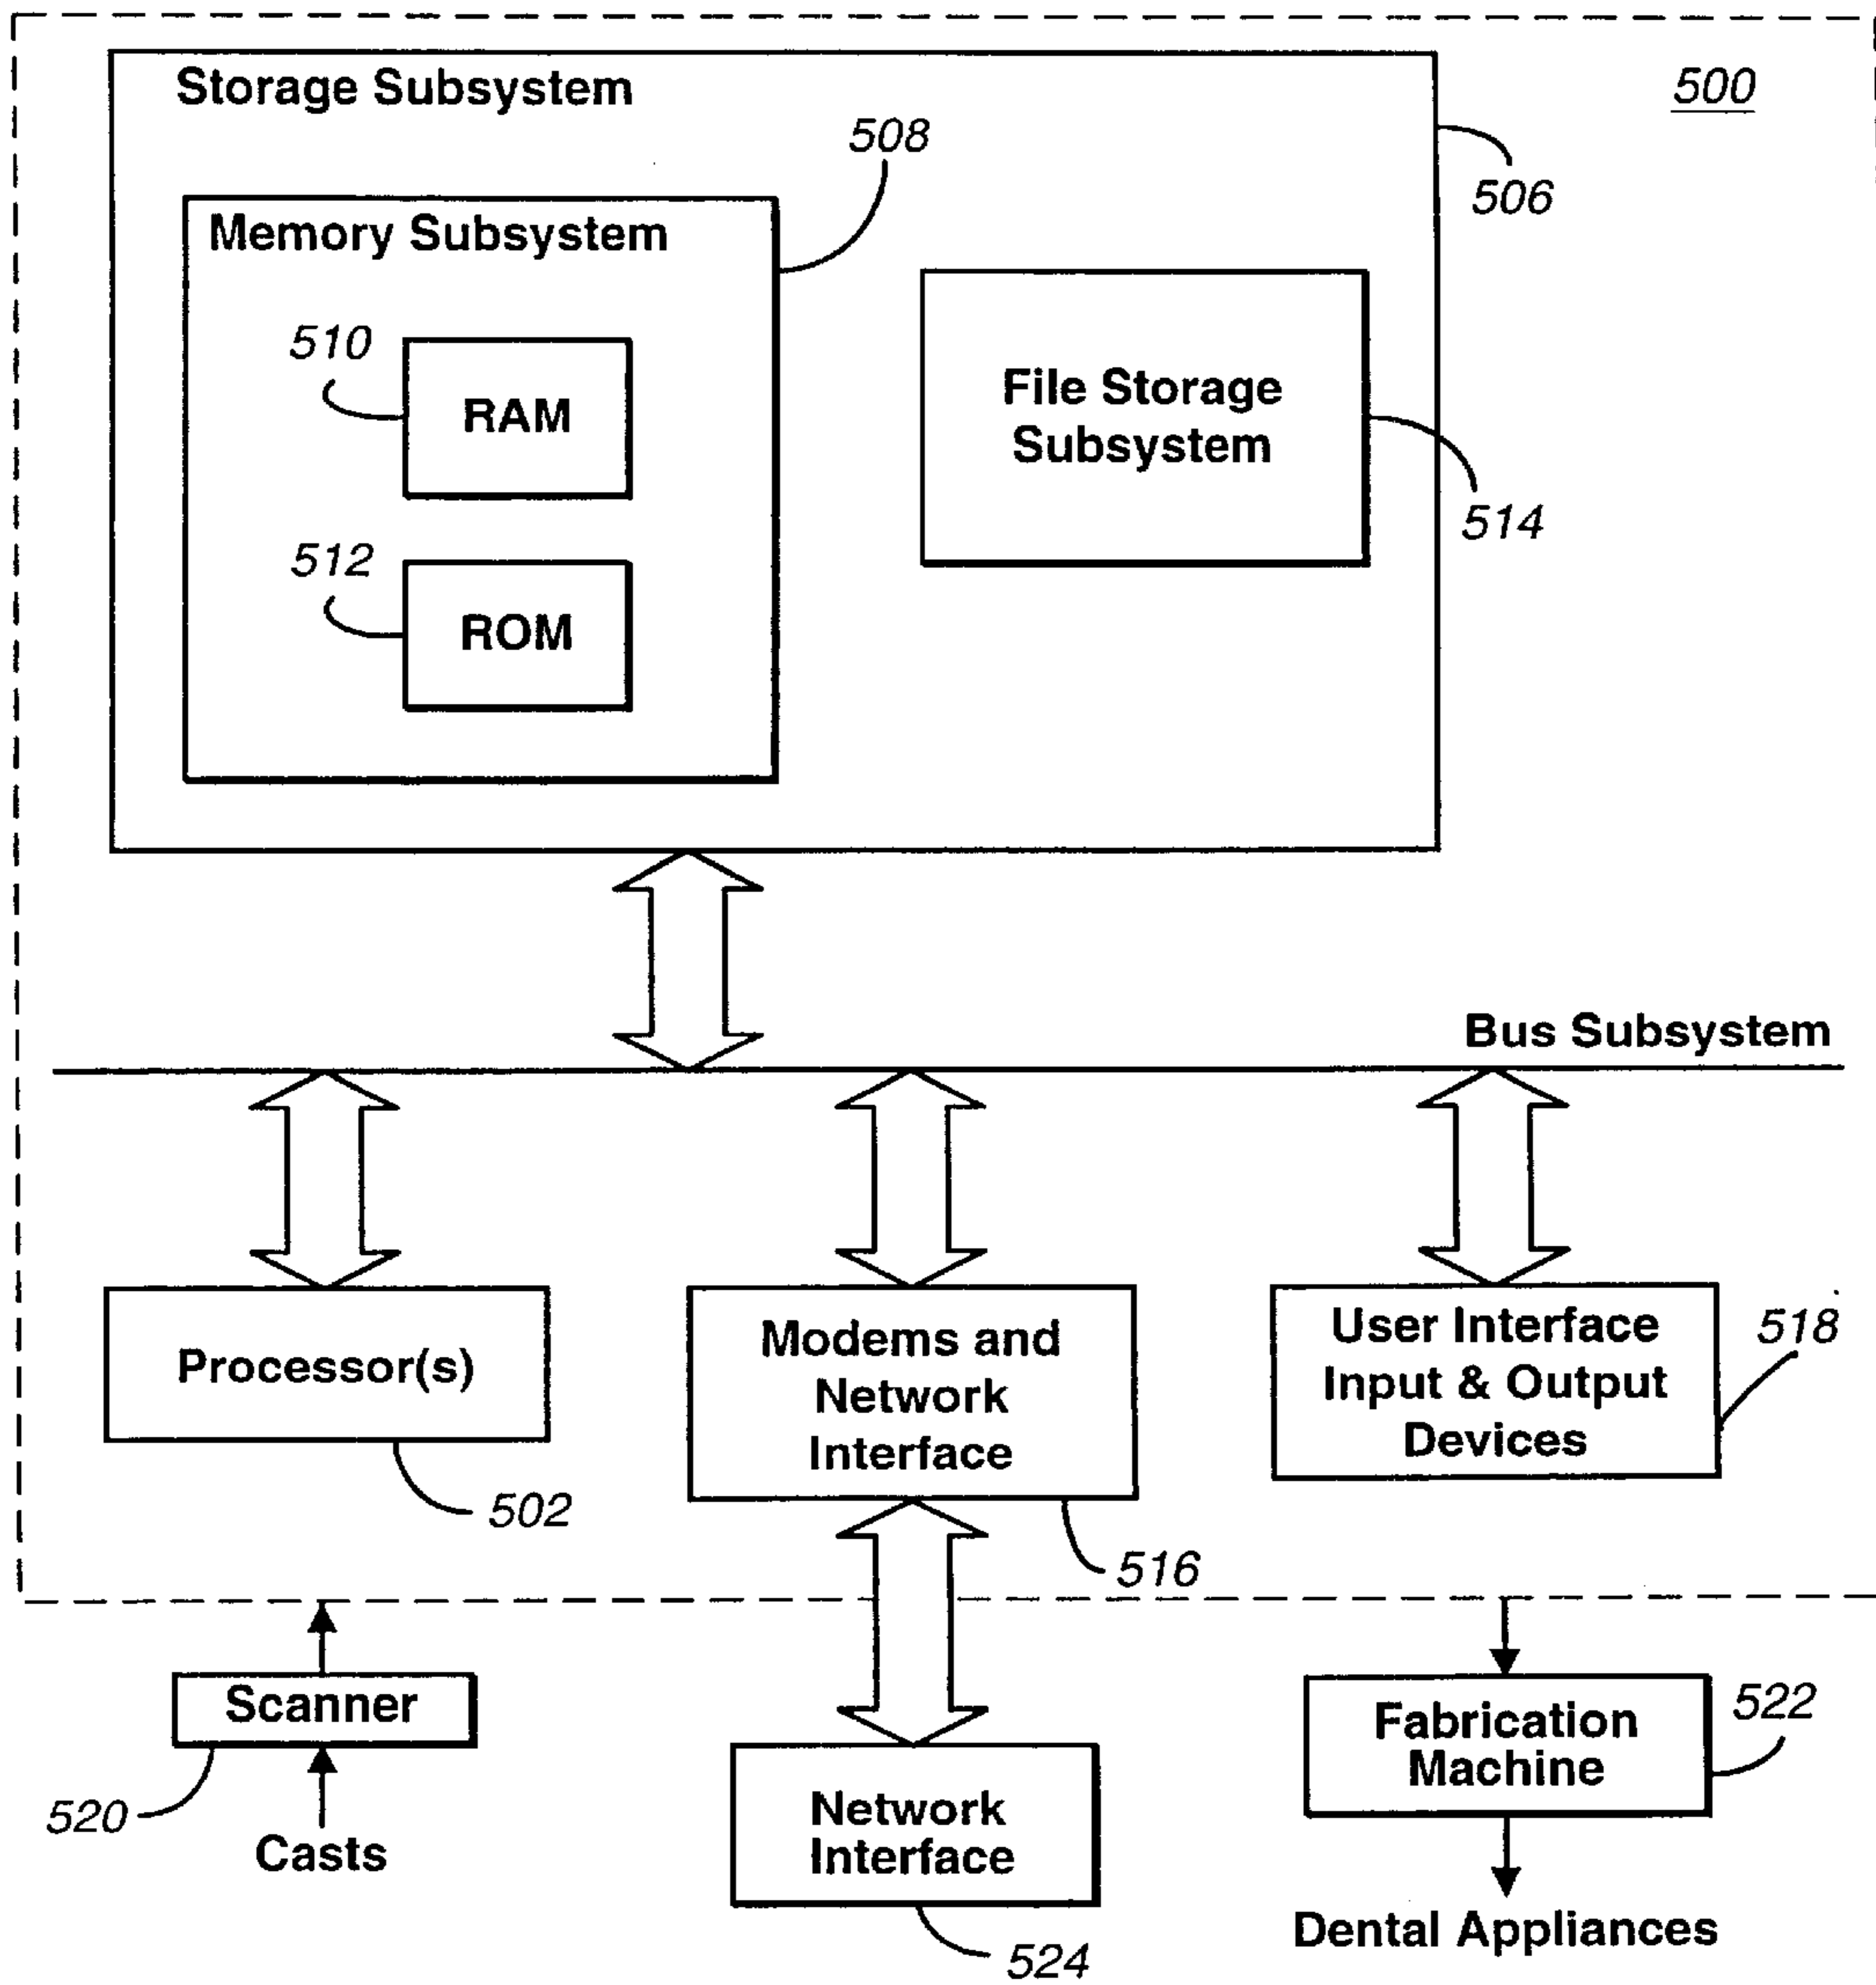 Storage Subsystem
500
508
506
Memory Subsystem
510
RAM
File Storage
Subsystem
514
512
ROM
Bus Subsystem
Processor(s)
502
Modems and
Network
Interface
516
User Interface
Input & Output
Devices
518
Scanner
520
Casts
Network
Interface
524
Fabrication
Machine
522
Dental Appliances